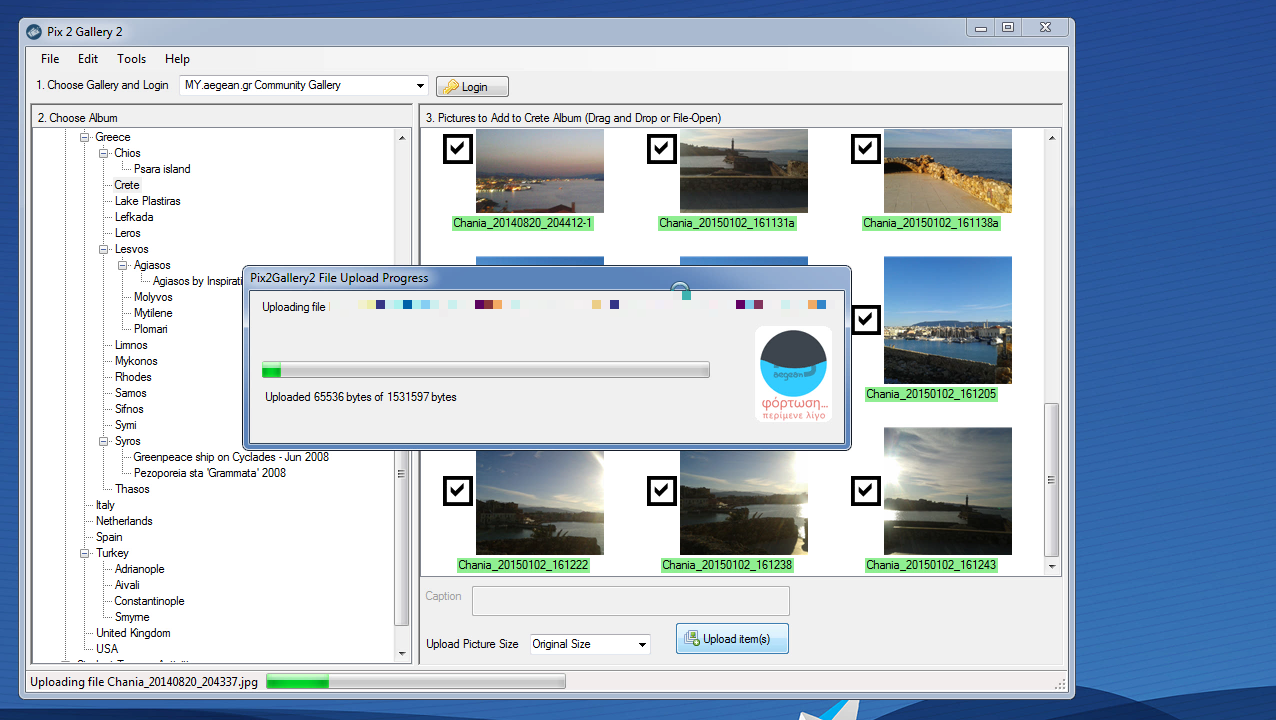 Pix 2 Gallery 2
File Edit Tools Help
1. Choose Gallery and Login MY.aegean.gr Community Gallery Login
2. Choose Album
Greece
Chios
Psara island
Crete
Lake Plastiras
Lefkada
Leros
Lesvos
Agiasos
Agiasos by Inspirati
Molyvos
Mytilene
Plomari
Limnos
Mykonos
Rhodes
Samos
Sifnos
Symi
Syros
Greenpeace ship on Cyclades - Jun 2008
Pezoporeia sta 'Grammata' 2008
Thasos
Italy
Netherlands
Spain
Turkey
Adrianople
Aivali
Constantinople
Smyrne
United Kingdom
USA
3. Pictures to Add to Crete Album (Drag and Drop or File-Open)
Chania_20140820_204412-1 Chania_20150102_161131a Chania_20150102_161138a
Chania_20150102_161205
Chania_20150102_161222 Chania_20150102_161238 Chania_20150102_161243
Pix2Gallery2 File Upload Progress
Uploading file
Uploaded 65536 bytes of 1531597 bytes
aegean
φόρτωση...
περίμενε λίγο
Caption
Upload Picture Size Original Size Upload item(s)
Uploading file Chania_20140820_204337.jpg